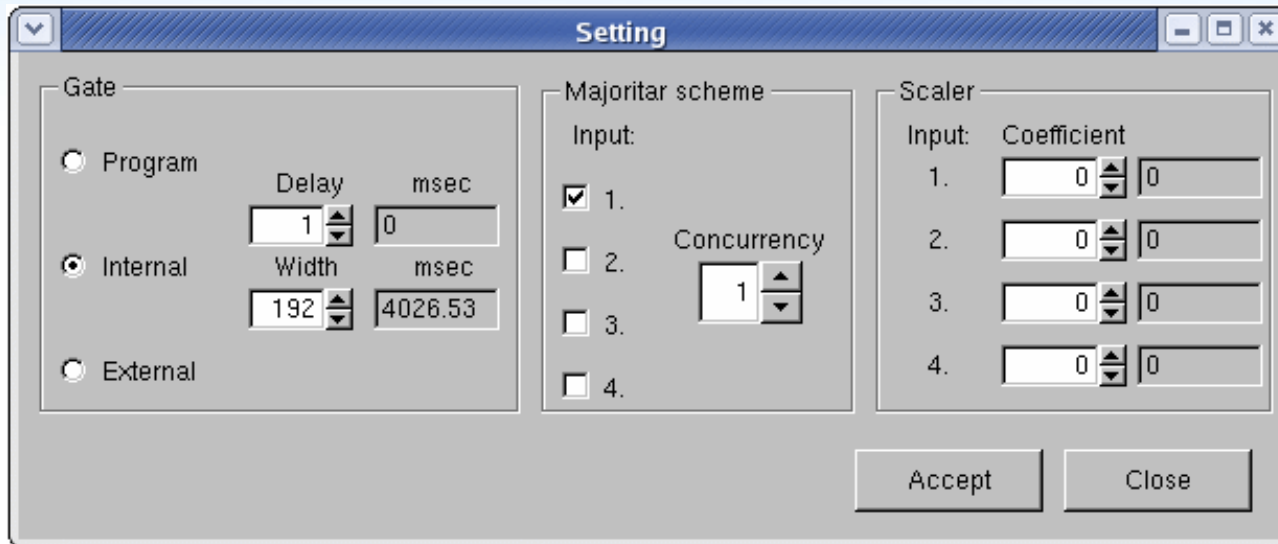 Setting
Gate
Program
Delay msec
1 0
Internal
Width msec
192 4026.53
External
Majoritar scheme
Input:
1.
2.
3.
4.
Concurrency
1
Scaler
Input: Coefficient
1. 0 0
2. 0 0
3. 0 0
4. 0 0
Accept
Close